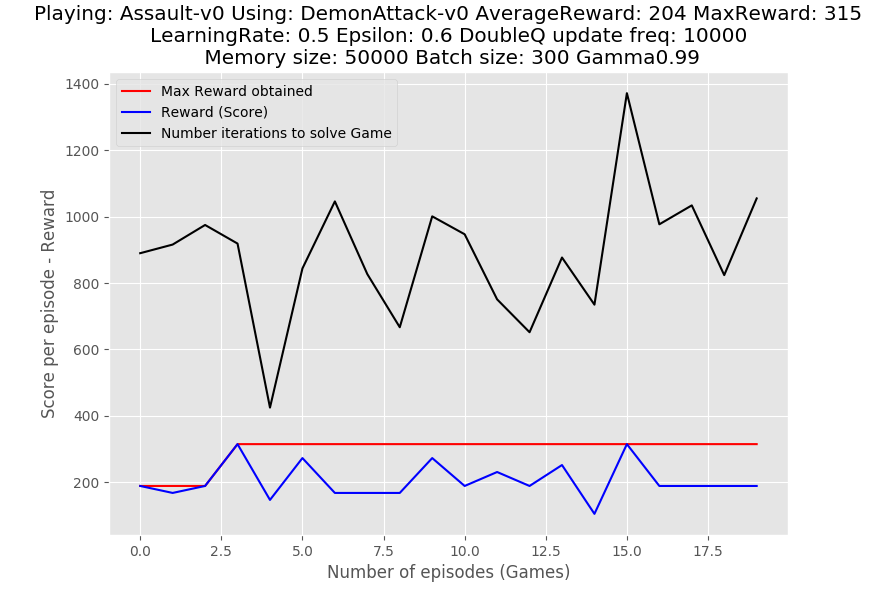 Playing: Assault-v0 Using: DemonAttack-v0 AverageReward: 204 MaxReward: 315
LearningRate: 0.5 Epsilon: 0.6 DoubleQ update freq: 10000
Memory size: 50000 Batch size: 300 Gamma0.99
Max Reward obtained
Reward (Score)
Number iterations to solve Game
Score per episode - Reward
1400
1200
1000
800
600
400
200
0.0 2.5 5.0 7.5 10.0 12.5 15.0 17.5
Number of episodes (Games)